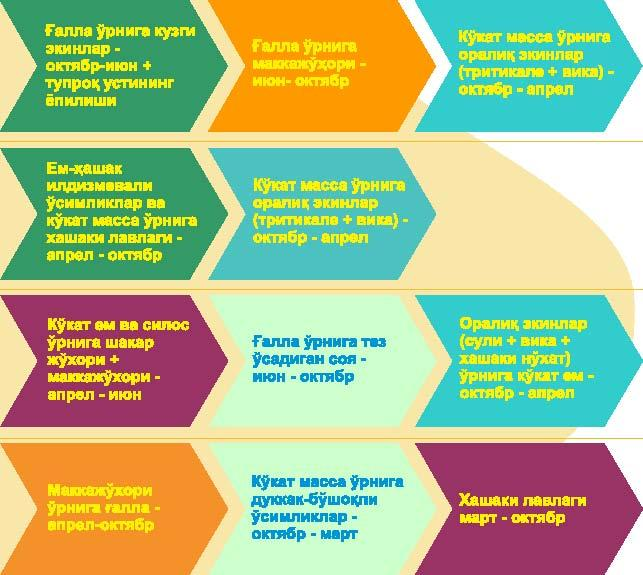 Ғалла ўрнига кузги
экинлар -
октябр-июн +
тупроқ устининг
ёпилиши
Ғалла ўрнига
маккажўҳори -
июн- октябр
Кўкат масса ўрнига
оралиқ экинлар
(тритикале + вика) -
октябр - апрел
Ем-ҳашак
илдизмевали
ўсимликлар ва
кўкат масса ўрнига
хашаки лавлаги -
апрел - октябр
Кўкат масса ўрнига
оралиқ экинлар
(тритикале + вика) -
октябр - апрел
Кўкат ем ва силос
ўрнига шакар
жўхори +
маккажўхори -
апрел - июн
Ғалла ўрнига тез
ўсадиган соя -
июн - октябр
Оралиқ экинлар
(сули + вика +
хашаки нўхат)
ўрнига кўкат ем -
октябр - апрел
Маккажўхори
ўрнига ғалла -
апрел-октябр
Кўкат масса ўрнига
дуккак-бўшоқли
ўсимликлар -
октябр - март
Хашаки лавлаги
март - октябр